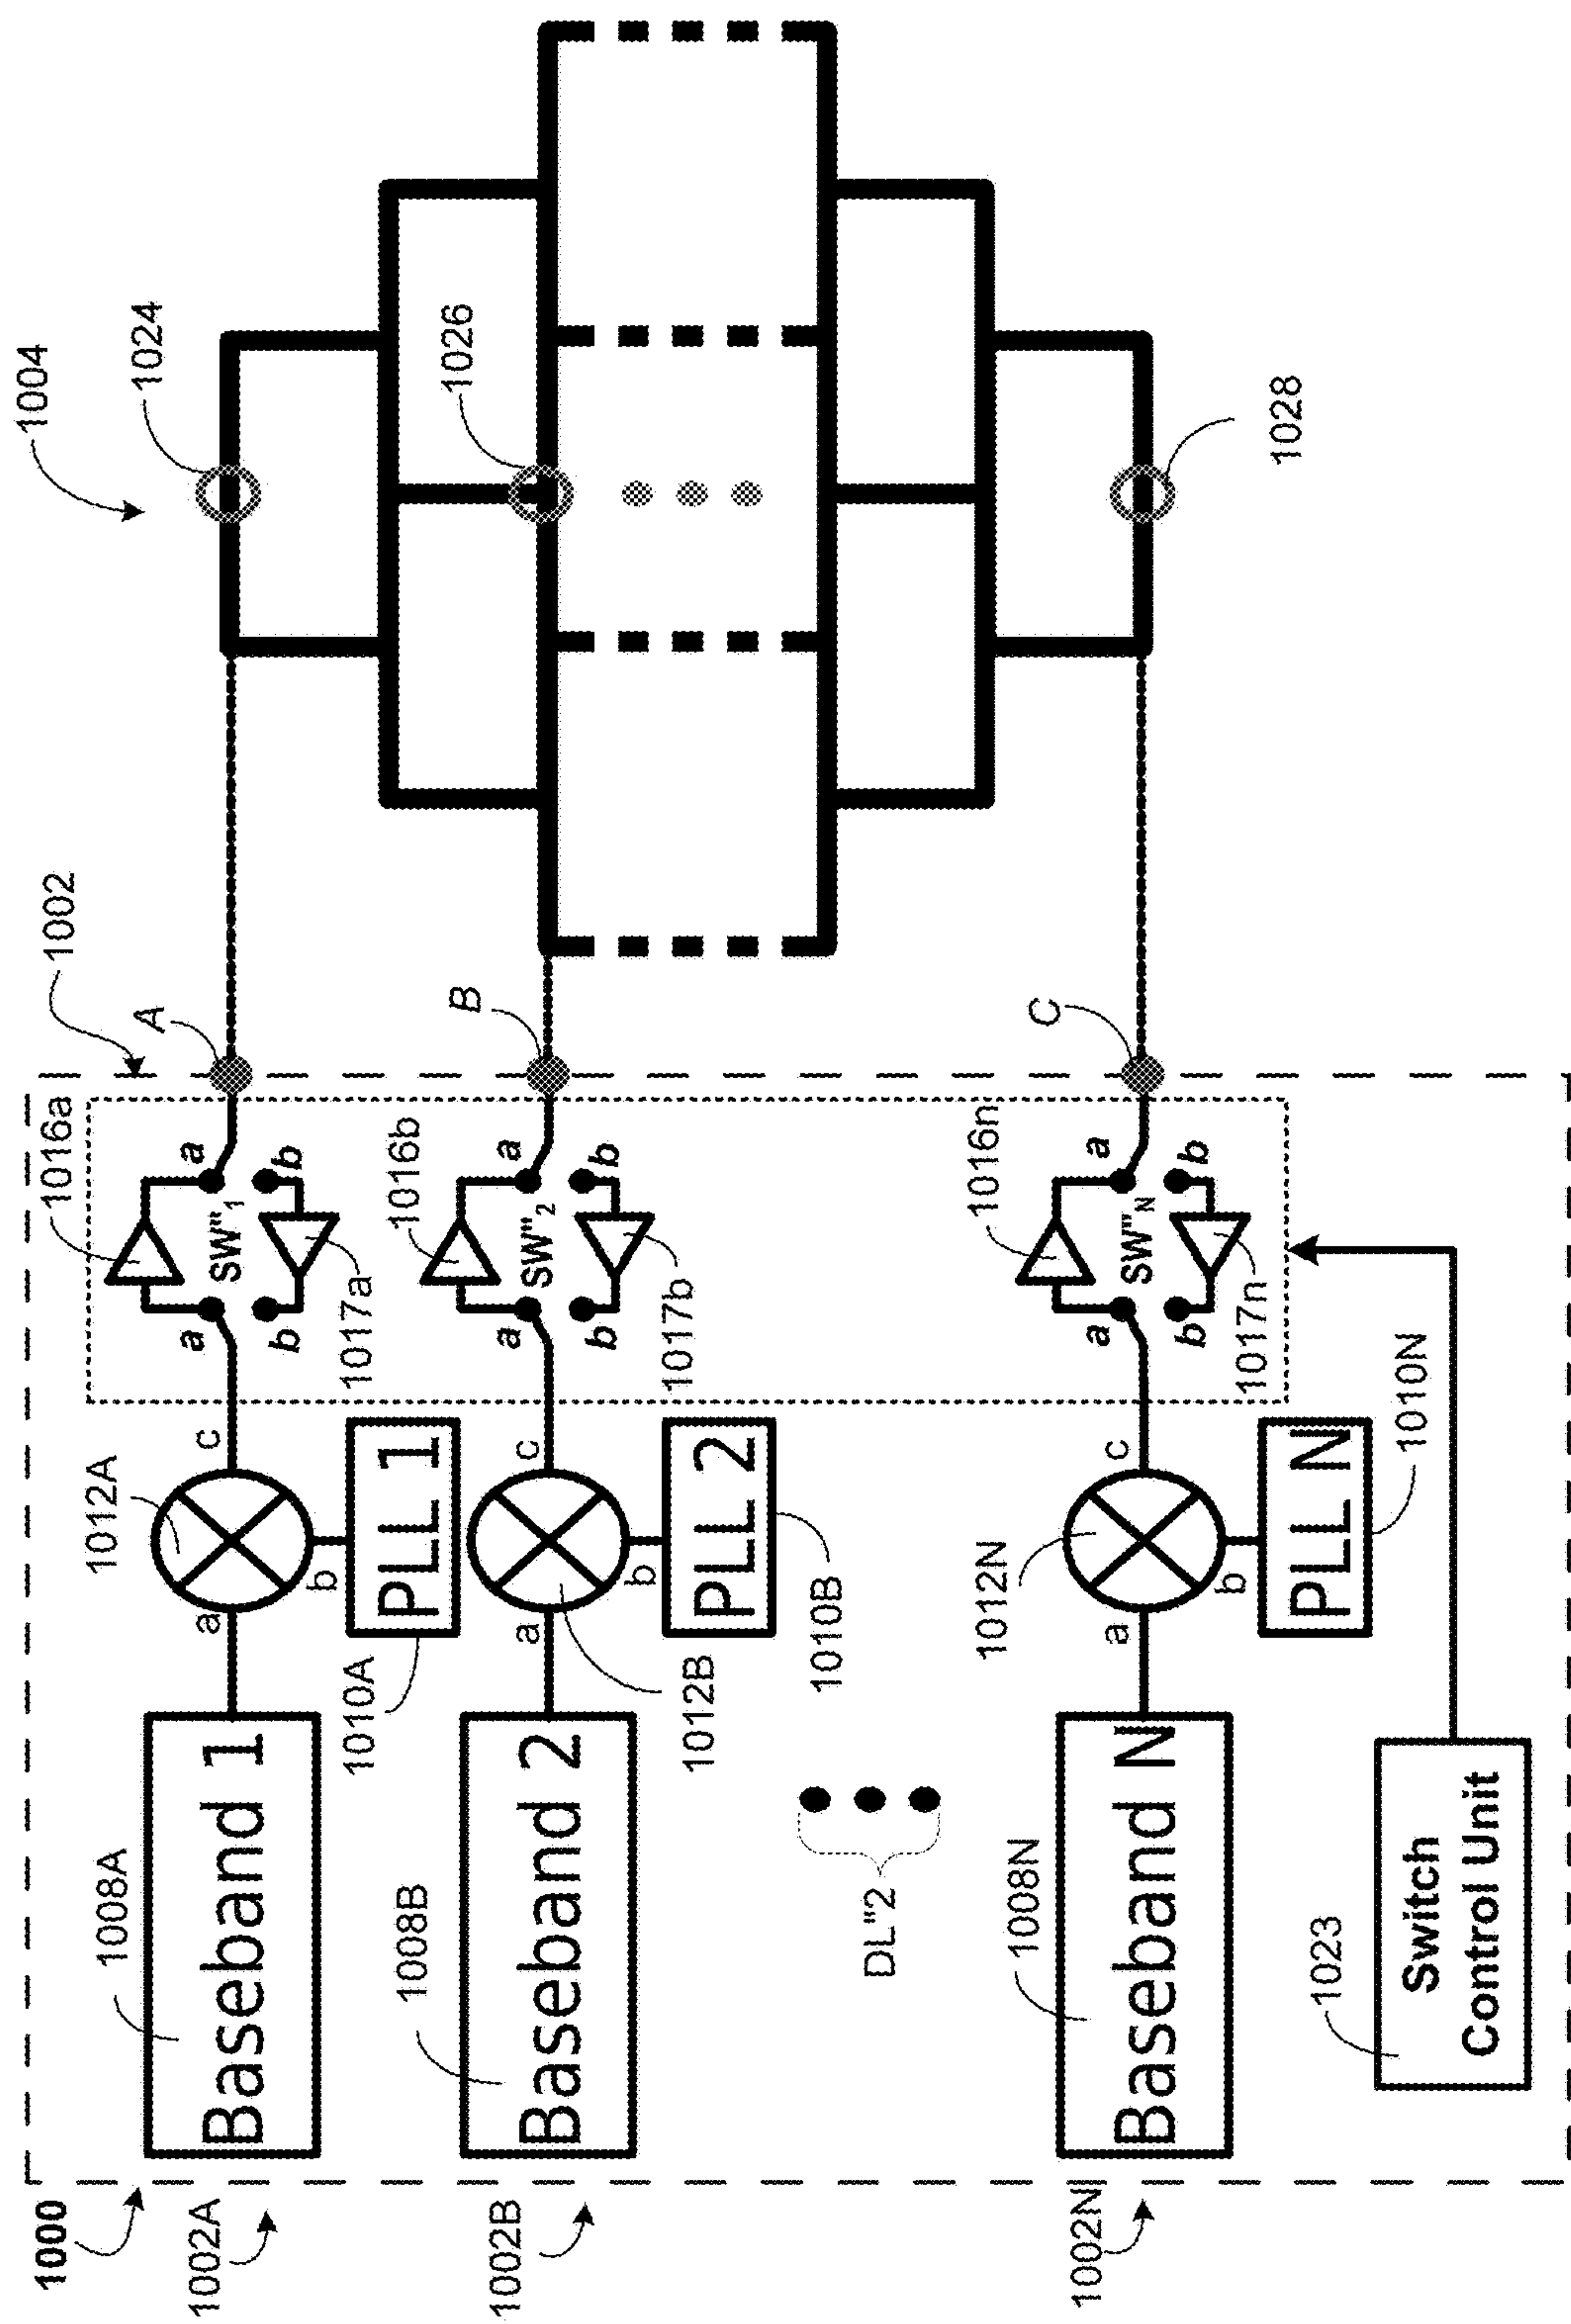 1000
1002A
1002B
1002N
1002
1004
1024
1026
1028
A
B
C
1008A
Baseband 1
a
1012A
b
c
1010A
PLL 1
a
a
SW"1
b
b
1016a
1017a
1008B
Baseband 2
a
1012B
b
c
PLL 2
1010B
a
a
SW"2
b
b
1016b
1017b
DL"2
1008N
Baseband N
a
1012N
b
c
PLL N
1010N
a
a
SW"N
b
b
1016n
1017n
1023
Switch
Control Unit